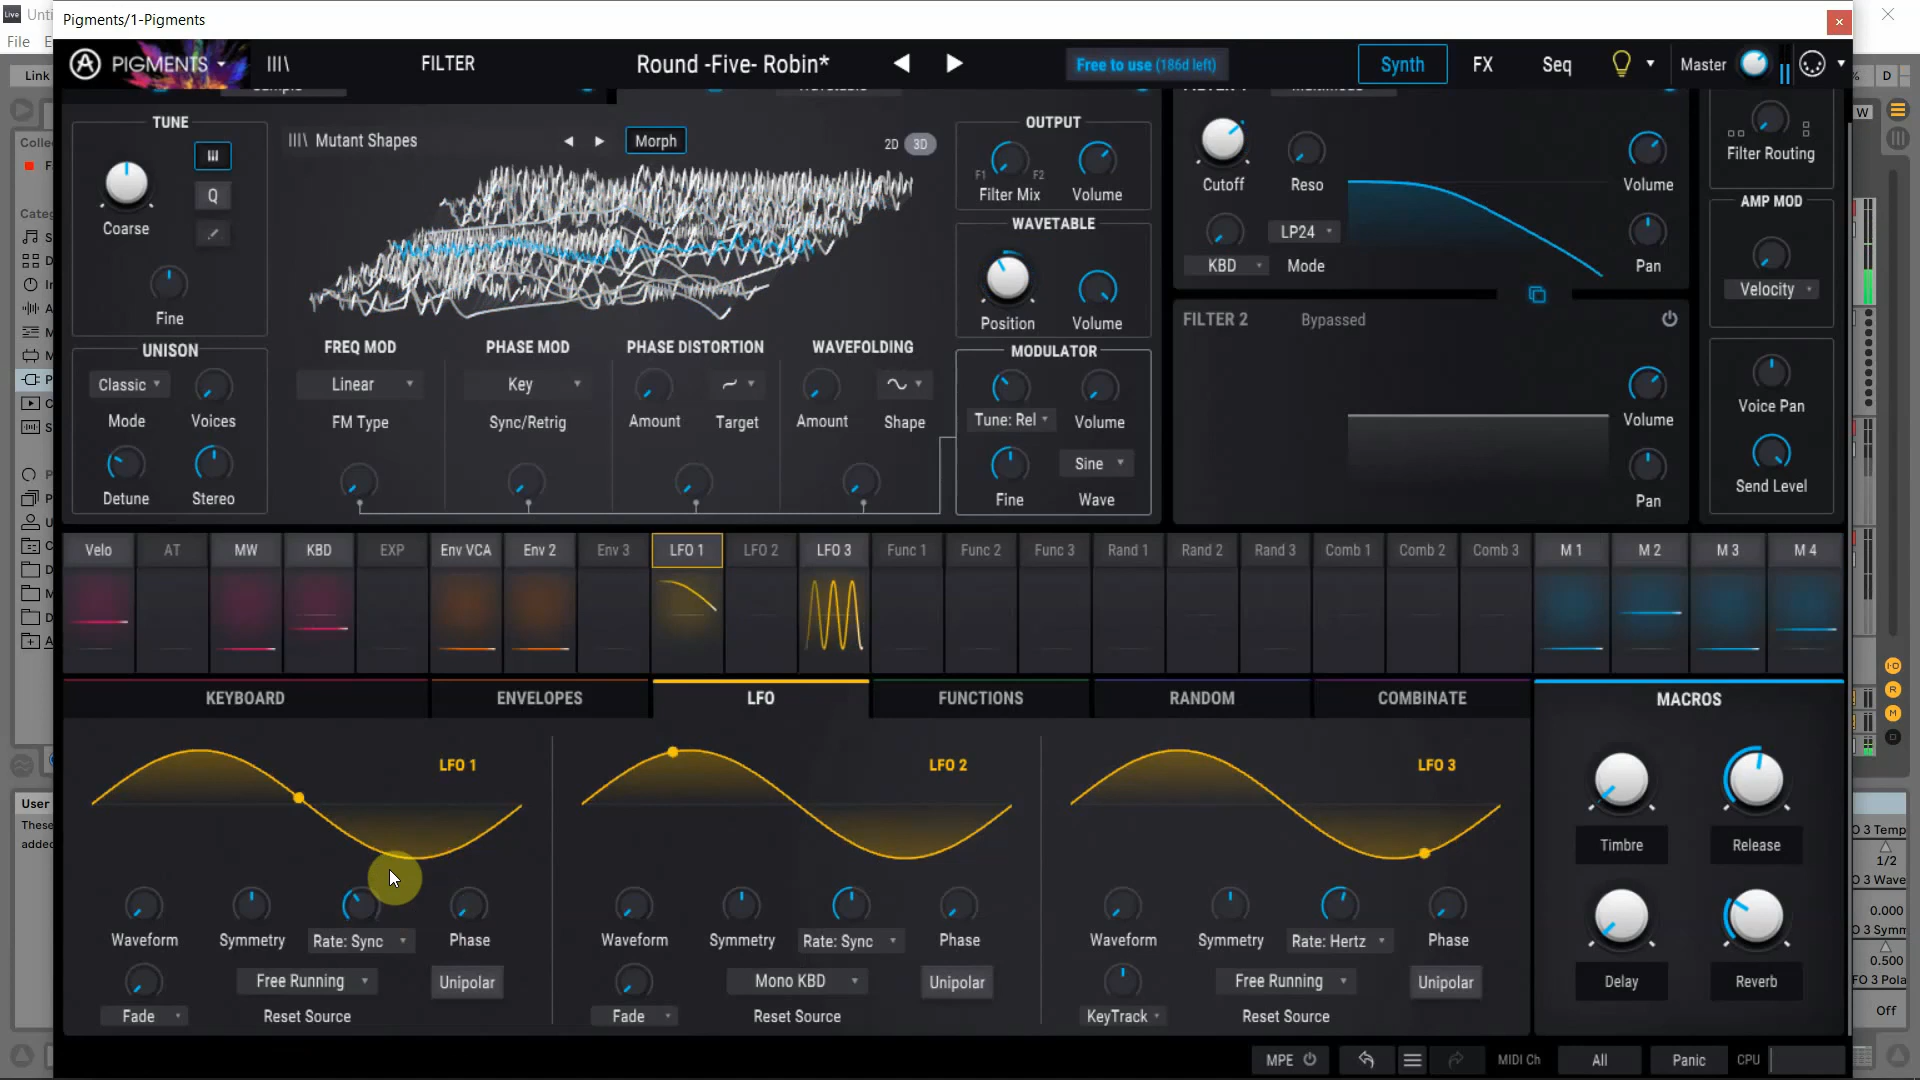 Live
Pigments/1-Pigments
File
PIGMENTS
FILTER
Round -Five- Robin*
Free to use (186d left)
Synth
FX
Seq
Master
Link
%
D
W
TUNE
Mutant Shapes
Morph
2D
3D
OUTPUT
F1
F2
Filter Mix
Volume
Cutoff
Reso
Volume
Filter Routing
Coarse
Q
Fine
WAVETABLE
Position
Volume
KBD
LP24
Mode
Pan
AMP MOD
Velocity
UNISON
Classic
Mode
Voices
Detune
Stereo
FREQ MOD
PHASE MOD
PHASE DISTORTION
WAVEFOLDING
Linear
Key
FM Type
Sync/Retrig
Amount
Target
Amount
Shape
MODULATOR
Tune: Rel
Volume
Fine
Sine
Wave
FILTER 2
Bypassed
Volume
Pan
Voice Pan
Send Level
Velo
AT
MW
KBD
EXP
Env VCA
Env 2
Env 3
LFO 1
LFO 2
LFO 3
Func 1
Func 2
Func 3
Rand 1
Rand 2
Rand 3
Comb 1
Comb 2
Comb 3
M 1
M 2
M 3
M 4
KEYBOARD
ENVELOPES
LFO
FUNCTIONS
RANDOM
COMBINATE
MACROS
LFO 1
LFO 2
LFO 3
Waveform
Symmetry
Rate: Sync
Phase
Fade
Free Running
Reset Source
Unipolar
Waveform
Symmetry
Rate: Sync
Phase
Fade
Mono KBD
Reset Source
Unipolar
Waveform
Symmetry
Rate: Hertz
Phase
KeyTrack
Free Running
Reset Source
Unipolar
Timbre
Release
Delay
Reverb
User
These
1/2
0.000
0.500
Off
MPE
MIDI Ch
All
Panic
CPU